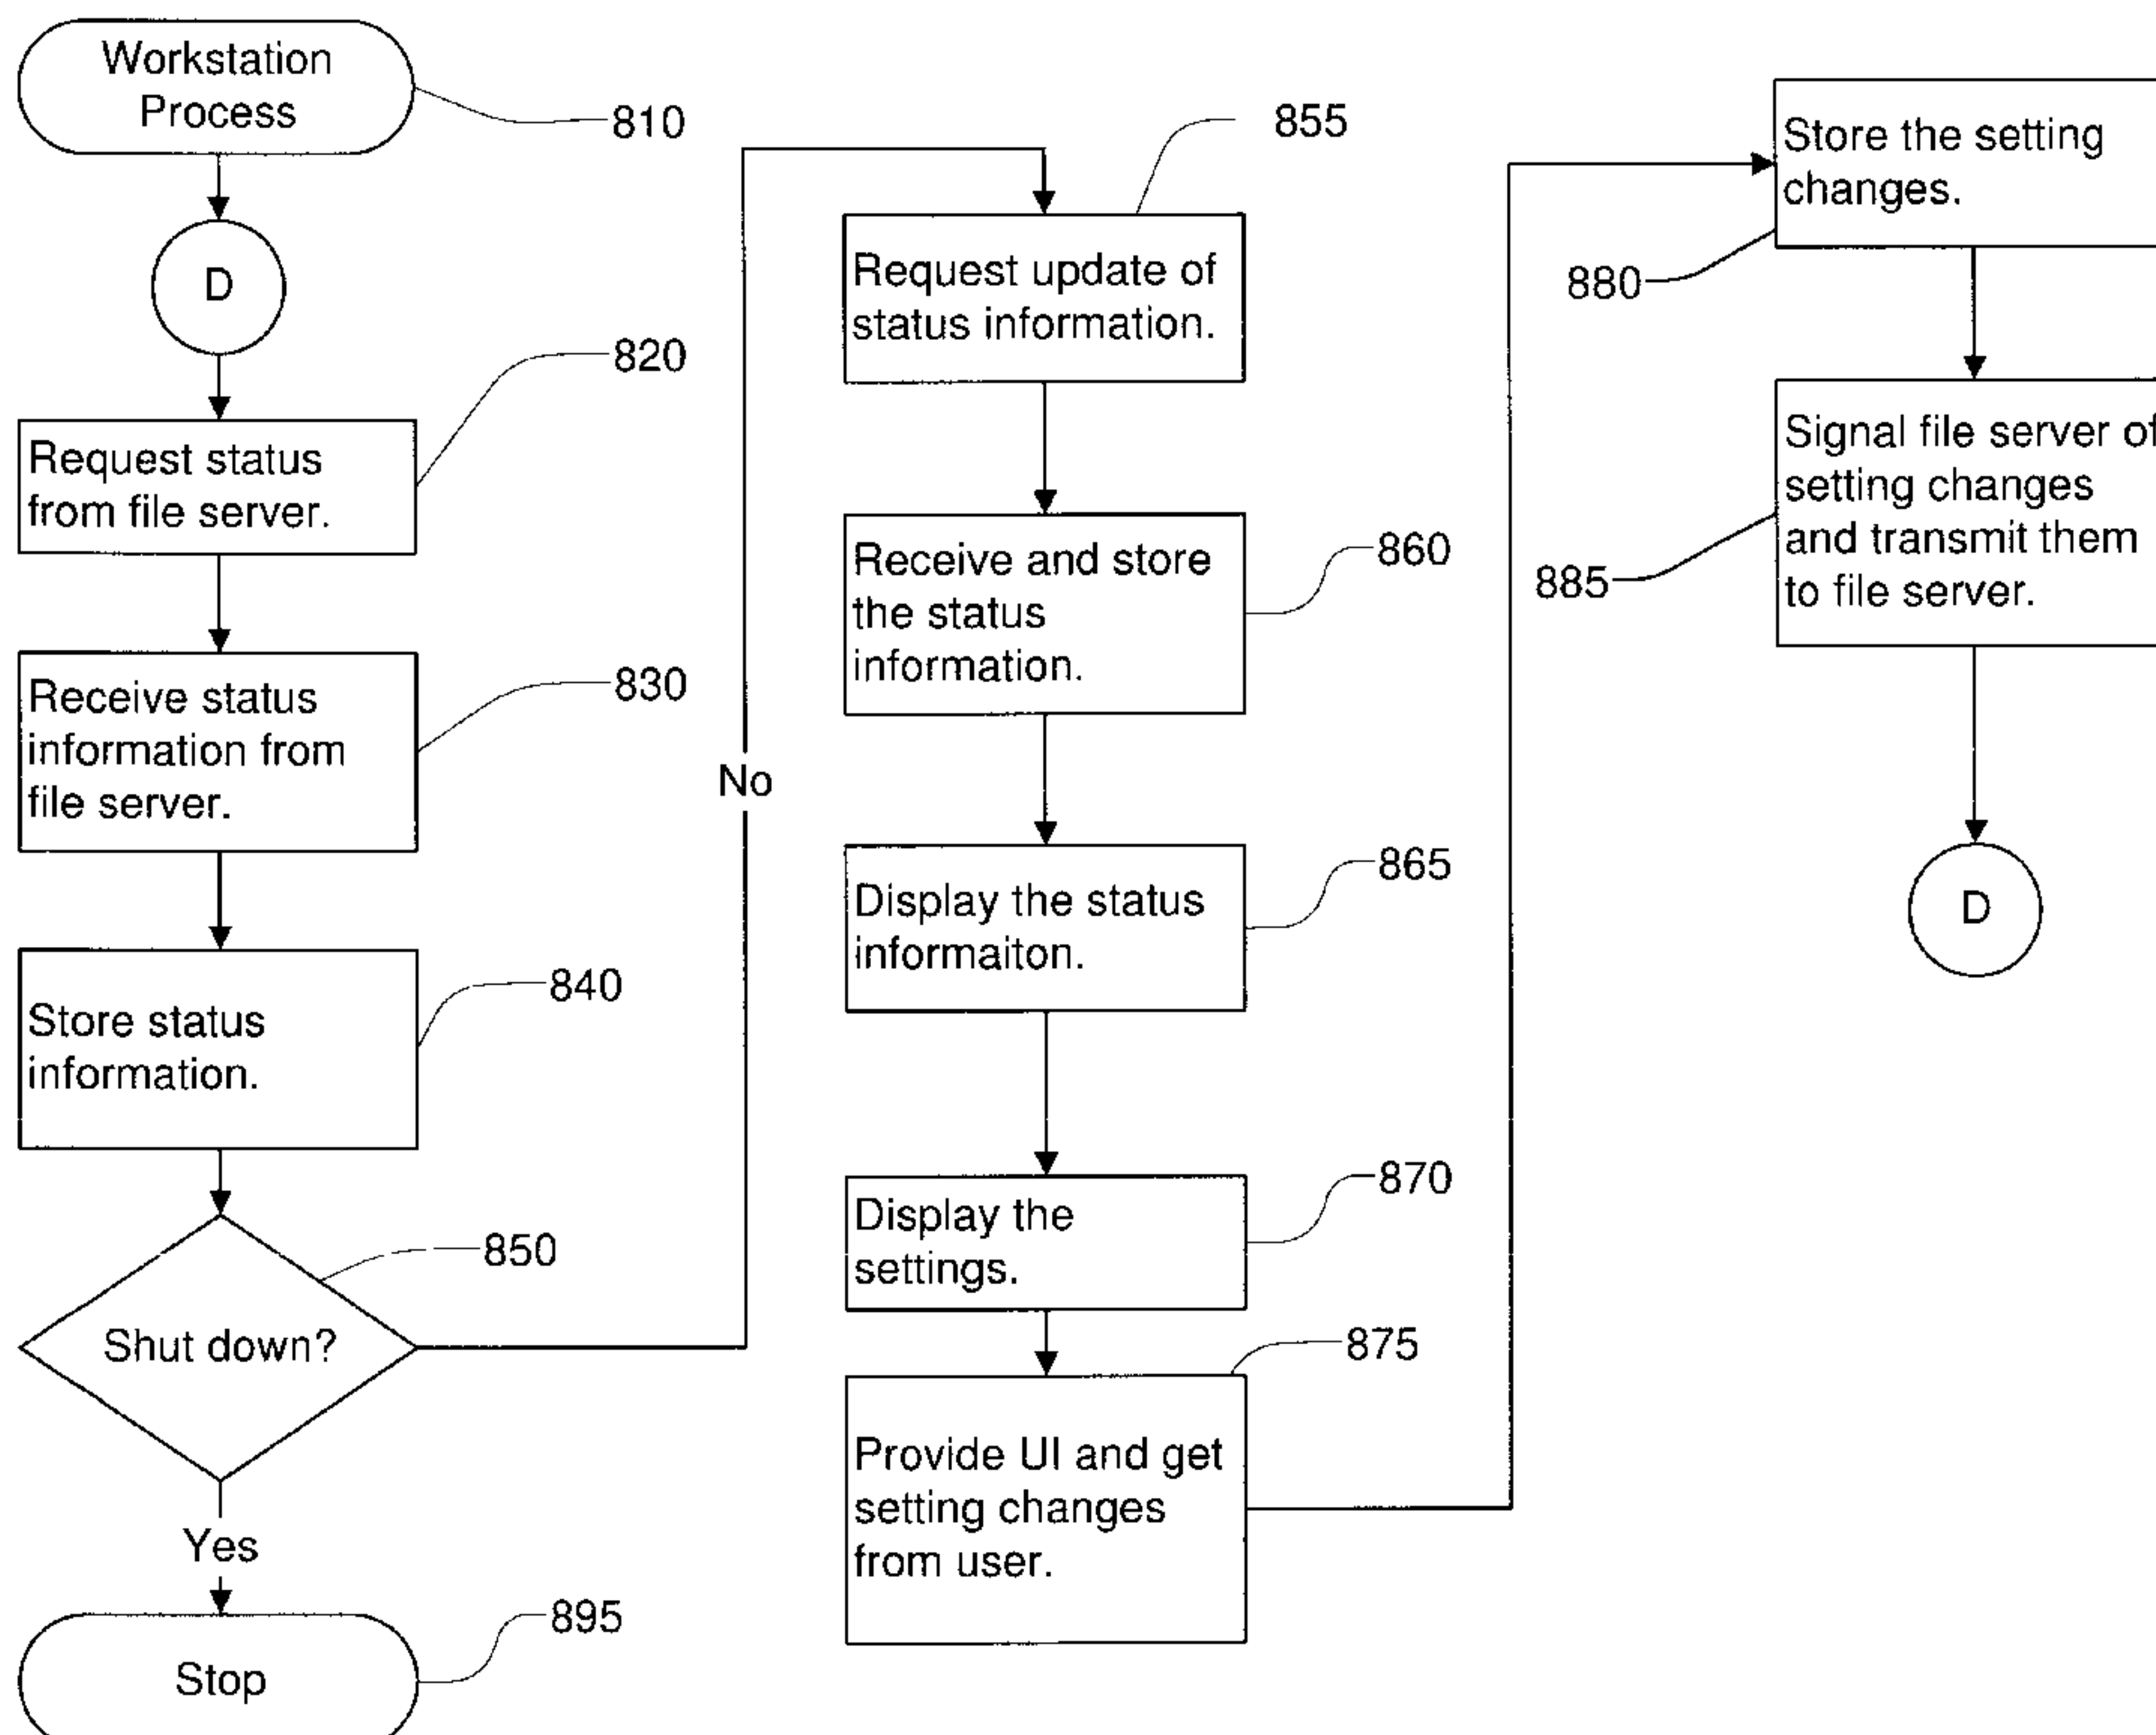 Workstation
Process
810
D
820
Request status
from file server.
830
Receive status
information from
file server.
840
Store status
information.
850
Shut down?
No
Yes
895
Stop
855
Request update of
status information.
860
Receive and store
the status
information.
865
Display the status
informaiton.
870
Display the
settings.
875
Provide UI and get
setting changes
from user.
Store the setting
changes.
880
Signal file server of
setting changes
and transmit them
to file server.
885
D